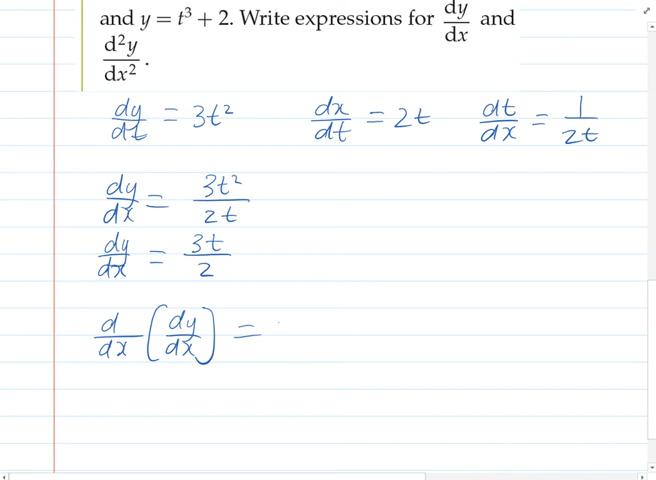 and y = t³ + 2. Write expressions for dy/dx and
d²y/dx².
dy/dt = 3t² dx/dt = 2t dt/dx = 1/2t
dy/dx = 3t²/2t
dy/dx = 3t/2
d/dx (dy/dx) =